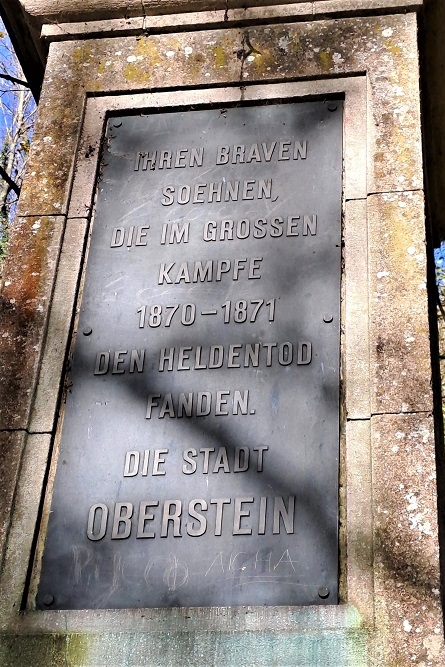 IHREN BRAVEN
SOEHNEN,
DIE IM GROSSEN
KAMPFE
1870–1871
DEN HELDENTOD
FANDEN.
DIE STADT
OBERSTEIN